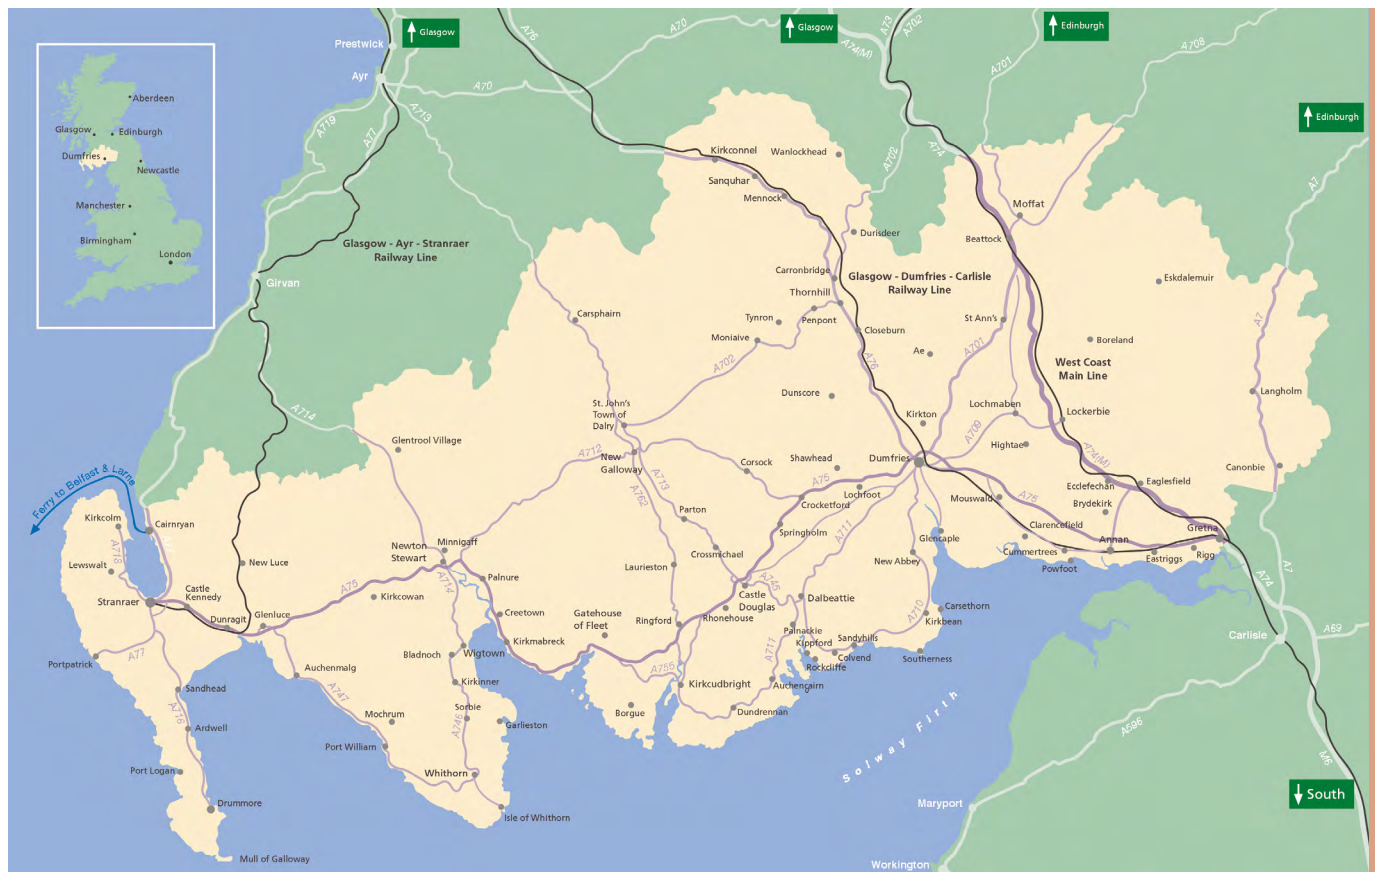 Prestwick
Glasgow
A76
A70
Glasgow
A74(M)
A73
A702
Edinburgh
A708
A701
Ayr
A70
Edinburgh
Aberdeen
Glasgow
Edinburgh
Dumfries
Newcastle
Manchester
Birmingham
London
A719
A77
A713
A702
A74
A7
Kirkconnel
Wanlockhead
Sanquhar
Mennock
Moffat
Durisdeer
Beattock
Glasgow - Ayr - Stranraer
Railway Line
Girvan
Carronbridge
Glasgow - Dumfries - Carlisle
Railway Line
Eskdalemuir
Thornhill
Carsphairn
Tynron
Penpont
St Ann's
A7
Moniaive
Closeburn
Ae
A701
Boreland
A702
A76
West Coast
Main Line
Dunscore
Langholm
St. John's
Town of
Dalry
A714
Kirkton
Lochmaben
Lockerbie
A709
Glentrool Village
A712
New
Galloway
Corsock
Shawhead
Dumfries
Hightae
A74(M)
Canonbie
Ferry to Belfast & Larne
A713
A762
A75
Lochfoot
Crocketford
Mouswald
A75
Ecclefechan
Eaglesfield
Brydekirk
Kirkcolm
Cairnryan
Parton
Springholm
A711
Clarencefield
Gretna
A718
Newton
Stewart
Minnigaff
Crossmichael
Glencaple
Annan
Cummertrees
Powfoot
Eastriggs
Rigg
New Abbey
Lewswalt
New Luce
Laurieston
A7
A74
A75
A714
Palnure
A745
Castle
Kennedy
Stranraer
Kirkcowan
Castle
Douglas
Dalbeattie
A710
Carsethorn
Kirkbean
Dunragit
Glenluce
Creetown
Gatehouse
of Fleet
Ringford
Rhonehouse
Palnackie
Kippford
Sandyhills
Colvend
Rockcliffe
Southerness
A69
Carlisle
Kirkmabreck
Bladnoch
Wigtown
A77
Portpatrick
Auchenmalg
A755
A711
Kirkcudbright
Auchencairn
Kirkinner
Sandhead
A747
A716
Mochrum
Sorbie
A746
Garlieston
Borgue
Dundrennan
Ardwell
Port William
Solway Firth
A596
M6
Port Logan
Whithorn
Drummore
Isle of Whithorn
Maryport
South
Mull of Galloway
Workington